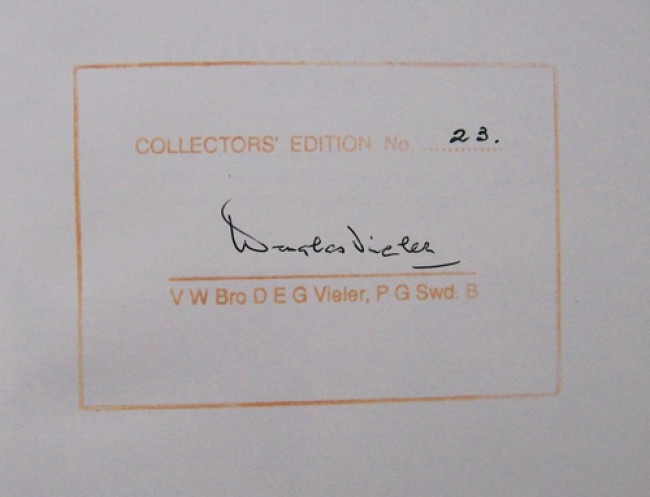 COLLECTORS' EDITION No. ............ 23.
Douglas Vieler
V W Bro D E G Vieler, P G Swd. B